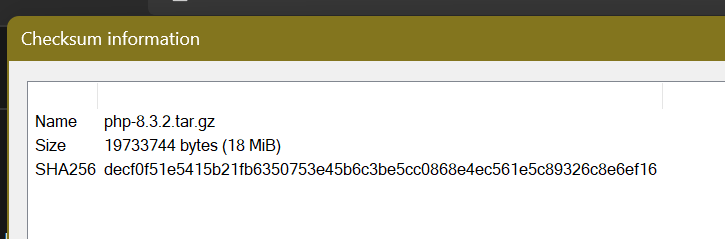 Checksum information
Name php-8.3.2.tar.gz
Size 19733744 bytes (18 MiB)
SHA256 decf0f51e5415b21fb6350753e45b6c3be5cc0868e4ec561e5c89326c8e6ef16